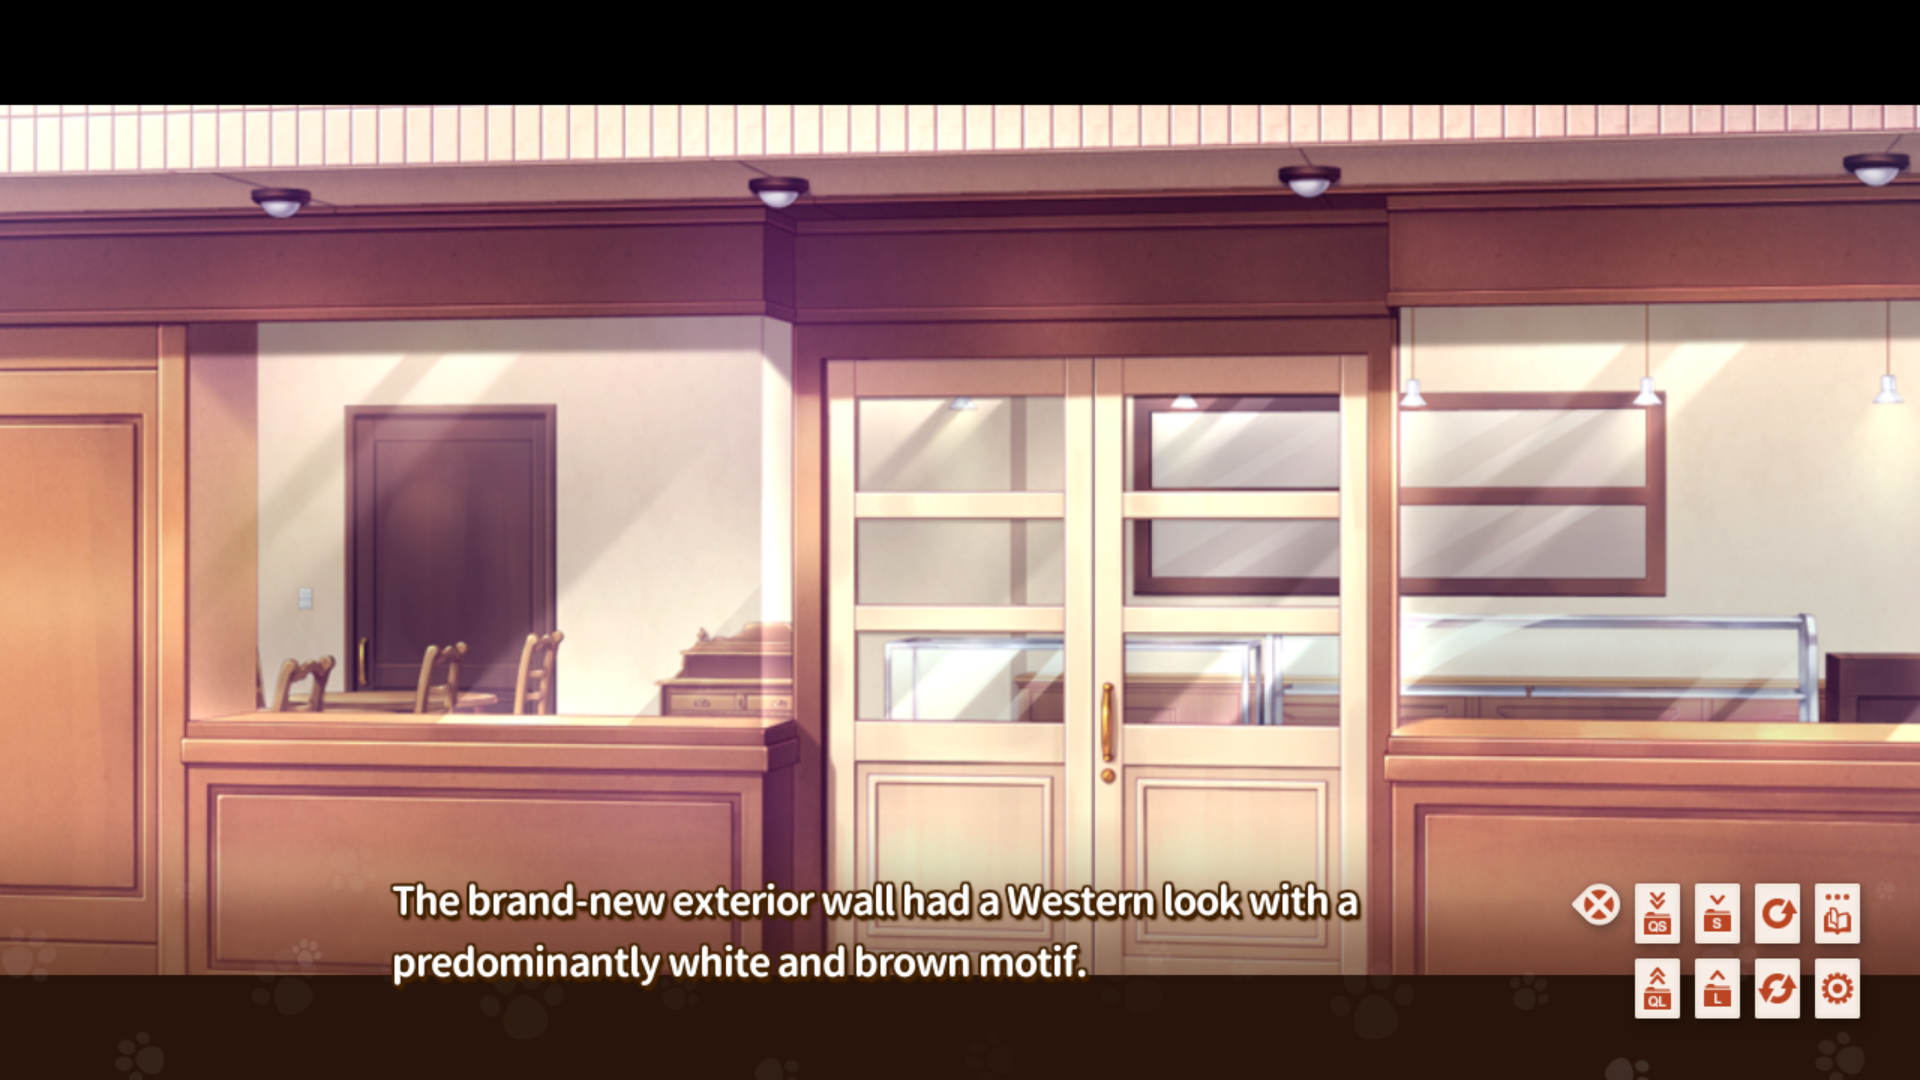 The brand-new exterior wall had a Western look with a
predominantly white and brown motif.
QS
S
QL
L